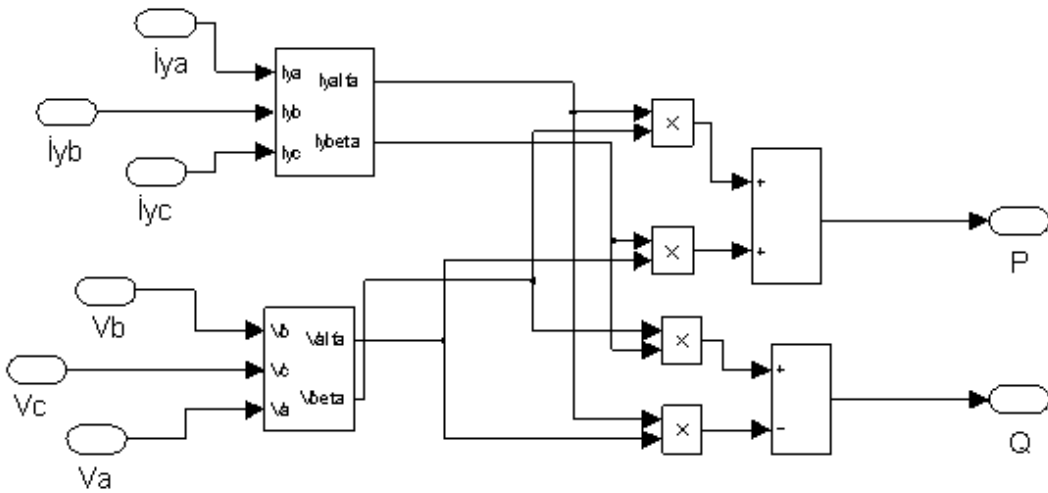 İya
İyb
İyc
Iya
Iyb
Iyc
Iyalfa
Iybeta
Vb
Vc
Va
Vb
Vc
Va
Valfa
Vbeta
×
×
×
×
+
+
+
−
P
Q